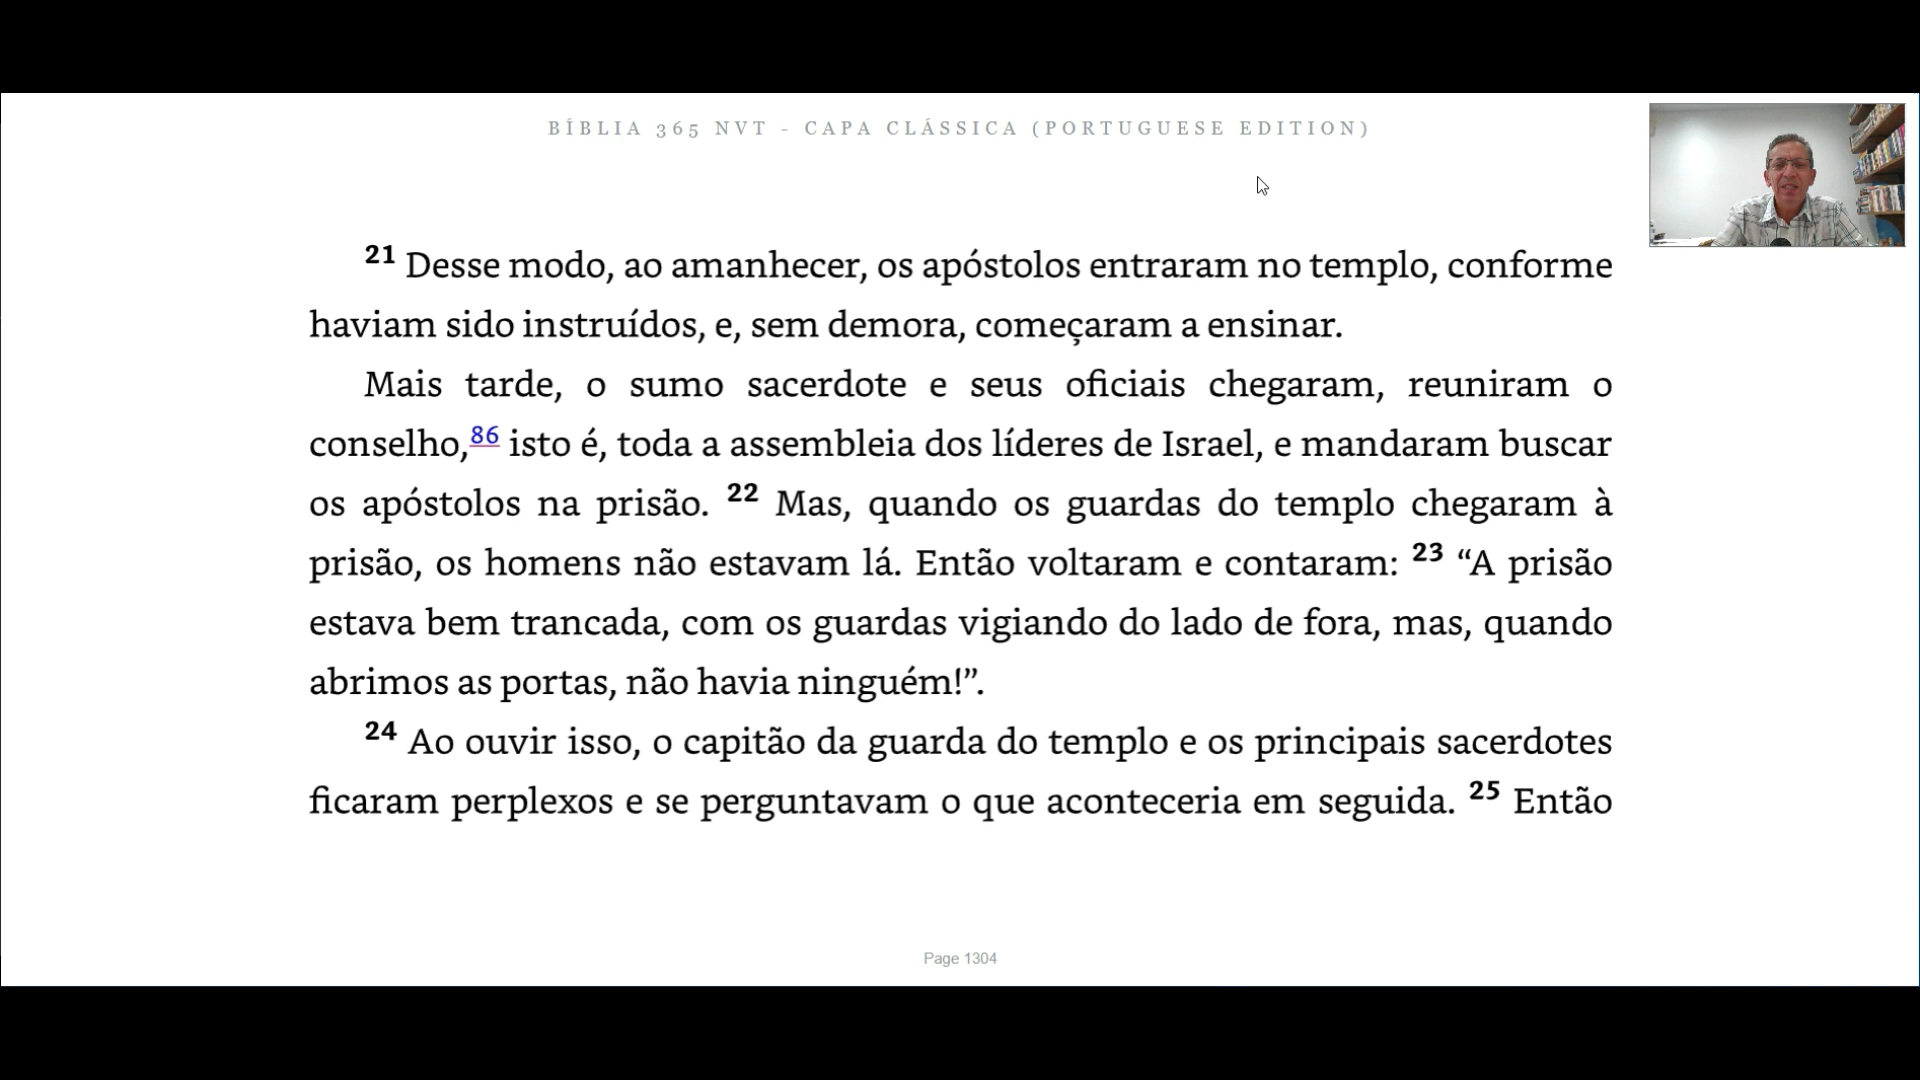 BÍBLIA 365 NVT - CAPA CLÁSSICA (PORTUGUESE EDITION)
21 Desse modo, ao amanhecer, os apóstolos entraram no templo, conforme
haviam sido instruídos, e, sem demora, começaram a ensinar.
Mais tarde, o sumo sacerdote e seus oficiais chegaram, reuniram o
conselho,86 isto é, toda a assembleia dos líderes de Israel, e mandaram buscar
os apóstolos na prisão. 22 Mas, quando os guardas do templo chegaram à
prisão, os homens não estavam lá. Então voltaram e contaram: 23 “A prisão
estava bem trancada, com os guardas vigiando do lado de fora, mas, quando
abrimos as portas, não havia ninguém!”.
24 Ao ouvir isso, o capitão da guarda do templo e os principais sacerdotes
ficaram perplexos e se perguntavam o que aconteceria em seguida. 25 Então
Page 1304